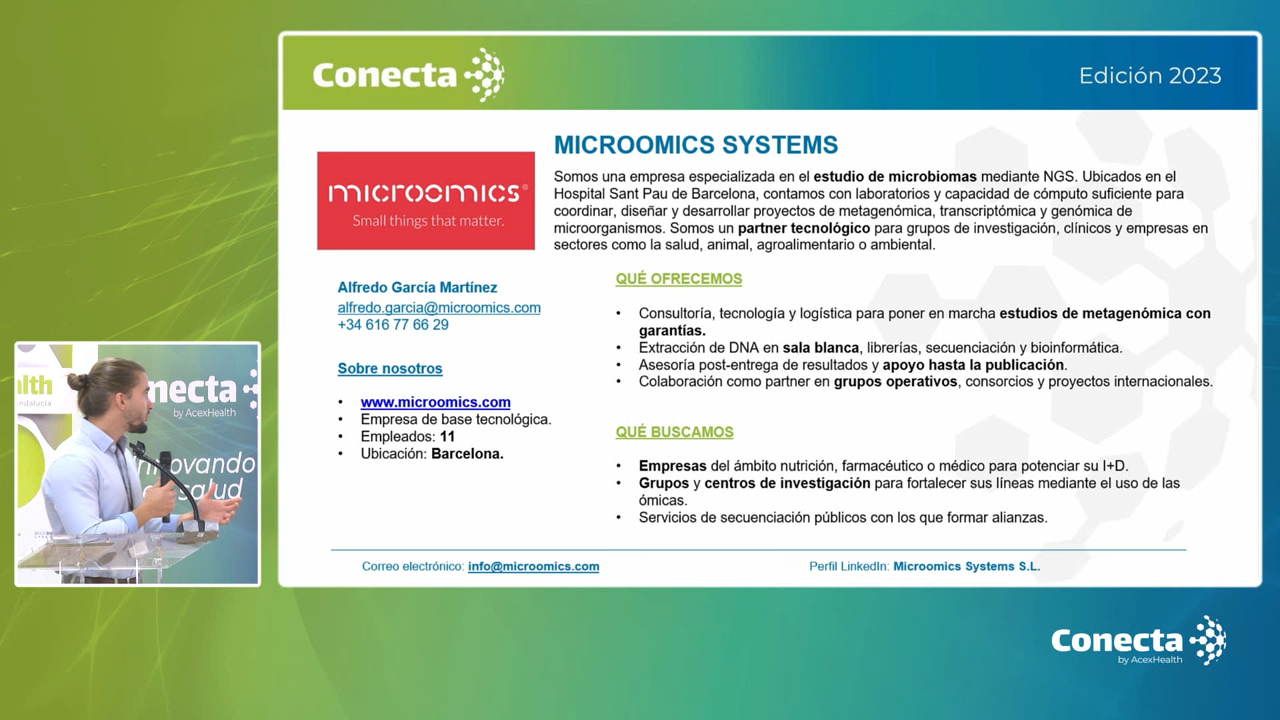 Conecta
Edición 2023
MICROOMICS SYSTEMS
microomics®
Small things that matter.
Somos una empresa especializada en el estudio de microbiomas mediante NGS. Ubicados en el
Hospital Sant Pau de Barcelona, contamos con laboratorios y capacidad de cómputo suficiente para
coordinar, diseñar y desarrollar proyectos de metagenómica, transcriptómica y genómica de
microorganismos. Somos un partner tecnológico para grupos de investigación, clínicos y empresas en
sectores como la salud, animal, agroalimentario o ambiental.
Alfredo García Martínez
alfredo.garcia@microomics.com
+34 616 77 66 29
Sobre nosotros
• www.microomics.com
• Empresa de base tecnológica.
• Empleados: 11
• Ubicación: Barcelona.
QUÉ OFRECEMOS
• Consultoría, tecnología y logística para poner en marcha estudios de metagenómica con
garantías.
• Extracción de DNA en sala blanca, librerías, secuenciación y bioinformática.
• Asesoría post-entrega de resultados y apoyo hasta la publicación.
• Colaboración como partner en grupos operativos, consorcios y proyectos internacionales.
QUÉ BUSCAMOS
• Empresas del ámbito nutrición, farmacéutico o médico para potenciar su I+D.
• Grupos y centros de investigación para fortalecer sus líneas mediante el uso de las
ómicas.
• Servicios de secuenciación públicos con los que formar alianzas.
Correo electrónico: info@microomics.com
Perfil LinkedIn: Microomics Systems S.L.
alth
ndalucía
onecta
by AcexHealth
nnovando
salud
Conecta
by AcexHealth